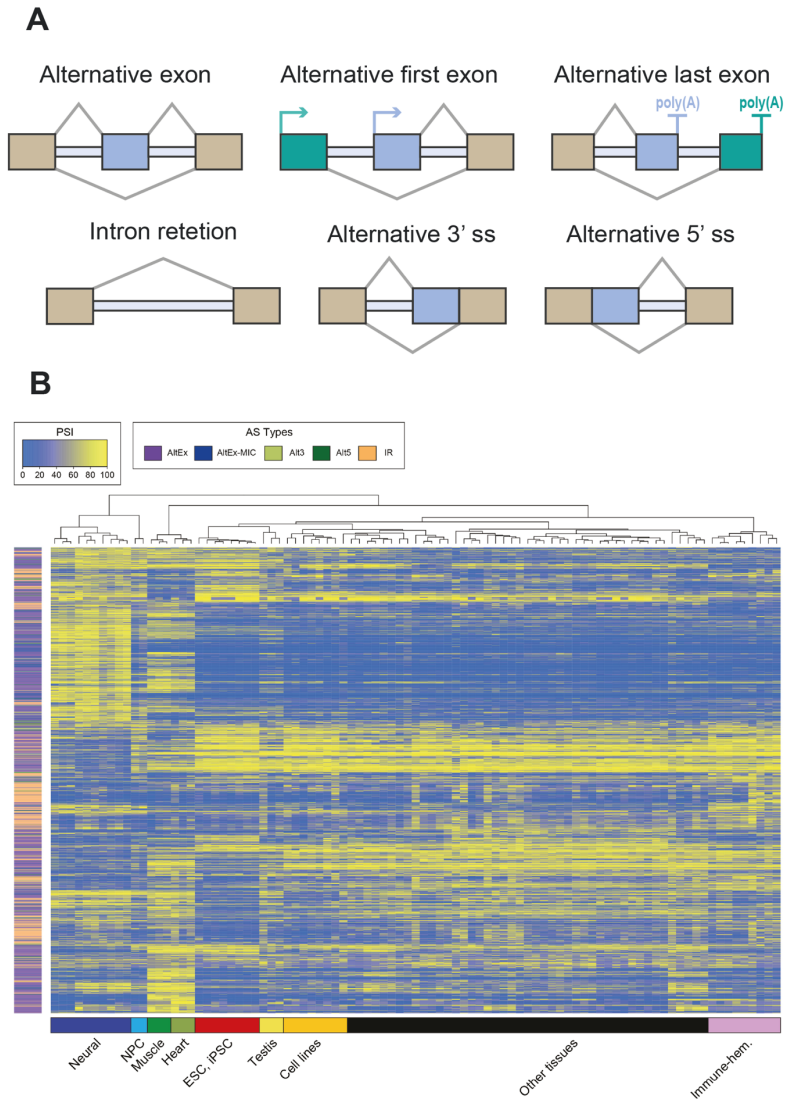 A
Alternative exon
Alternative first exon
Alternative last exon
poly(A)
poly(A)
Intron retetion
Alternative 3' ss
Alternative 5' ss
B
PSI
0 20 40 60 80 100
AS Types
AltEx
AltEx-MIC
Alt3
Alt5
IR
Neural
NPC
Muscle
Heart
ESC, iPSC
Testis
Cell lines
Other tissues
Immune-hem.